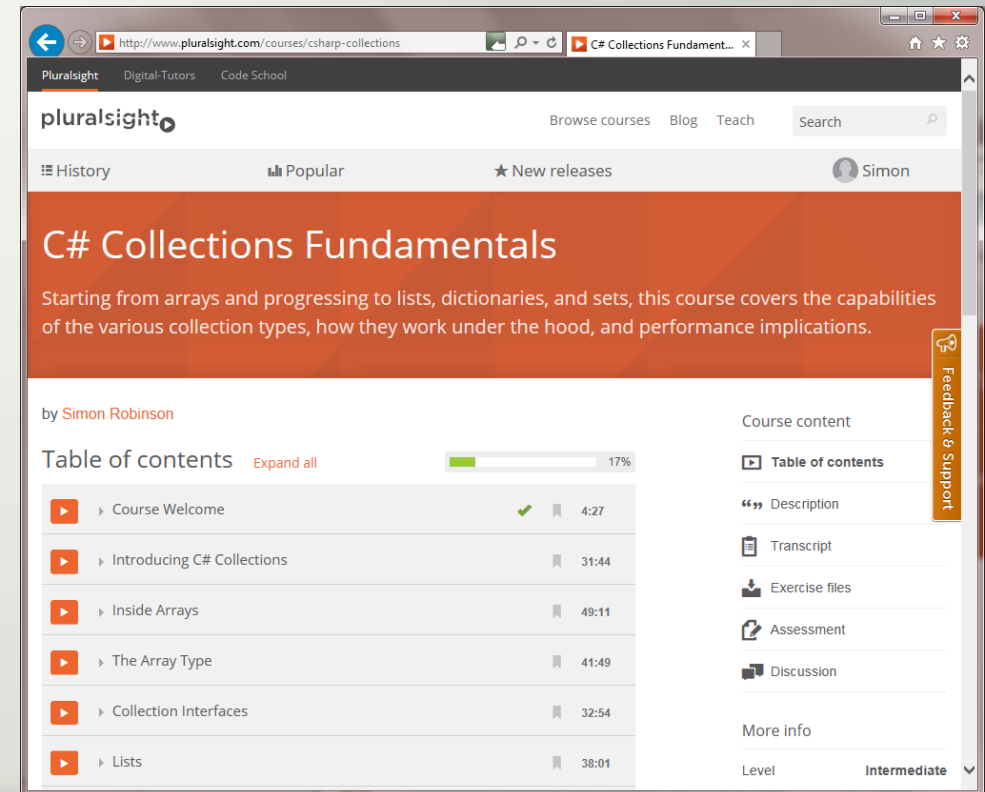 http://www.pluralsight.com/courses/csharp-collections
C# Collections Fundament...
Pluralsight Digital-Tutors Code School
pluralsight
Browse courses Blog Teach Search
History Popular New releases Simon
C# Collections Fundamentals
Starting from arrays and progressing to lists, dictionaries, and sets, this course covers the capabilities
of the various collection types, how they work under the hood, and performance implications.
Feedback & Support
by Simon Robinson
Table of contents Expand all 17%
Course Welcome 4:27
Introducing C# Collections 31:44
Inside Arrays 49:11
The Array Type 41:49
Collection Interfaces 32:54
Lists 38:01
Course content
Table of contents
Description
Transcript
Exercise files
Assessment
Discussion
More info
Level Intermediate